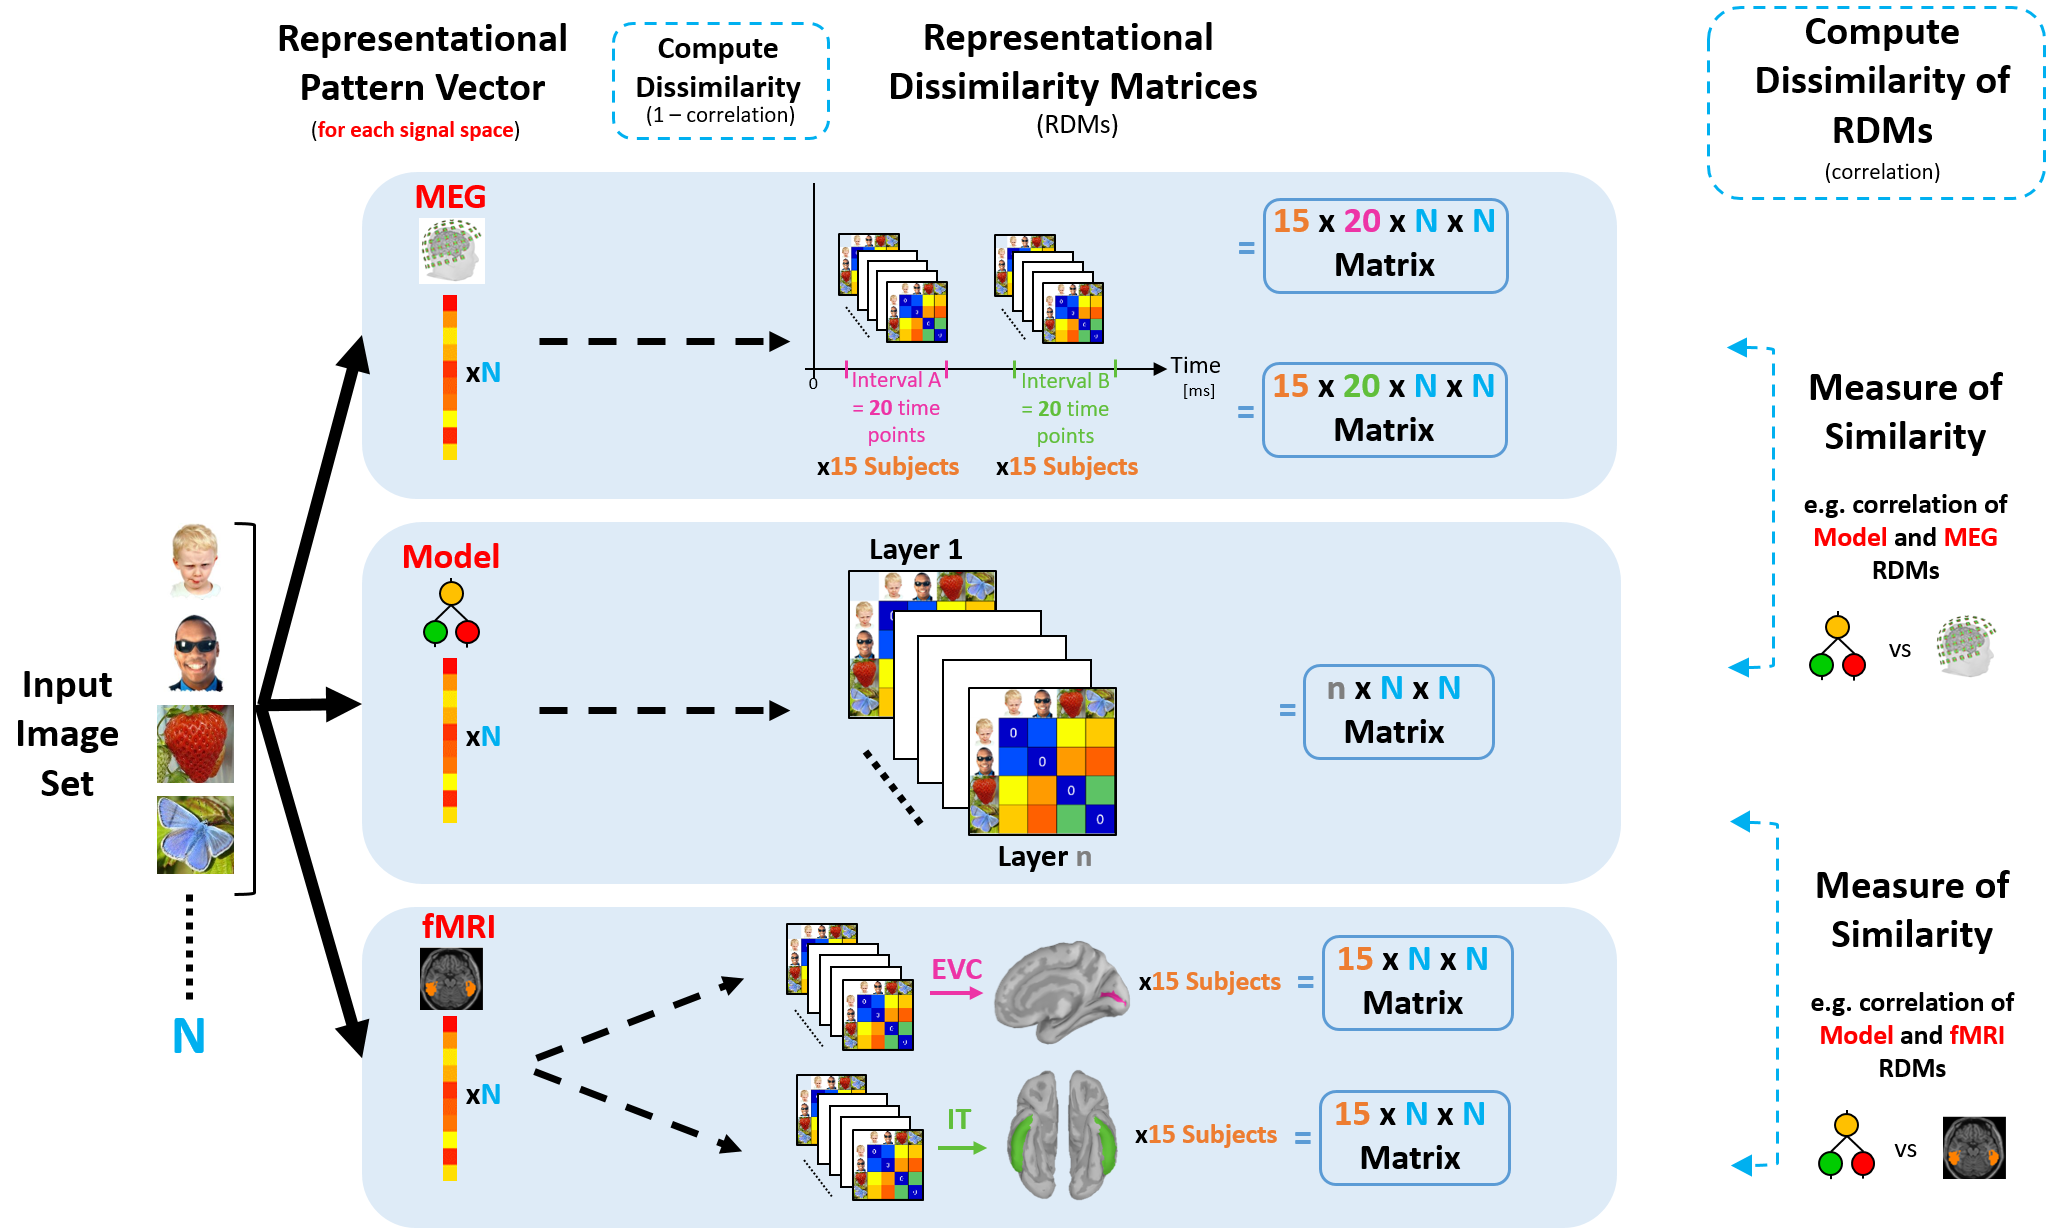 Representational
Pattern Vector
(for each signal space)
Compute
Dissimilarity
(1 – correlation)
Representational
Dissimilarity Matrices
(RDMs)
Compute
Dissimilarity of
RDMs
(correlation)
Input
Image
Set
N
MEG
xN
0
Time
[ms]
Interval A
= 20 time
points
x15 Subjects
Interval B
= 20 time
points
x15 Subjects
= 15 x 20 x N x N
Matrix
= 15 x 20 x N x N
Matrix
Model
xN
Layer 1
0
0
0
0
Layer n
= n x N x N
Matrix
fMRI
xN
EVC
x15 Subjects
= 15 x N x N
Matrix
IT
x15 Subjects
= 15 x N x N
Matrix
Measure of
Similarity
e.g. correlation of
Model and MEG
RDMs
vs
Measure of
Similarity
e.g. correlation of
Model and fMRI
RDMs
vs